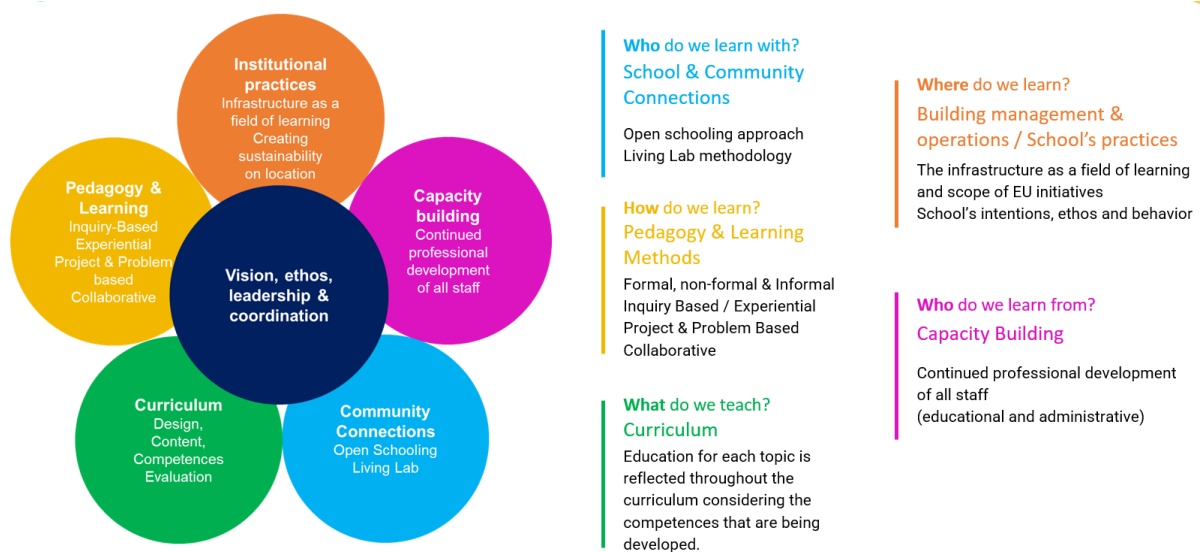 Institutional
practices
Infrastructure as a
field of learning
Creating
sustainability
on location
Pedagogy &
Learning
Inquiry-Based
Experiential
Project & Problem
based
Collaborative
Capacity
building
Continued
professional
development
of all staff
Vision, ethos,
leadership &
coordination
Curriculum
Design,
Content,
Competences
Evaluation
Community
Connections
Open Schooling
Living Lab
Who do we learn with?
School & Community
Connections
Open schooling approach
Living Lab methodology
How do we learn?
Pedagogy & Learning
Methods
Formal, non-formal & Informal
Inquiry Based / Experiential
Project & Problem Based
Collaborative
What do we teach?
Curriculum
Education for each topic is
reflected throughout the
curriculum considering the
competences that are being
developed.
Where do we learn?
Building management &
operations / School's practices
The infrastructure as a field of learning
and scope of EU initiatives
School's intentions, ethos and behavior
Who do we learn from?
Capacity Building
Continued professional development
of all staff
(educational and administrative)